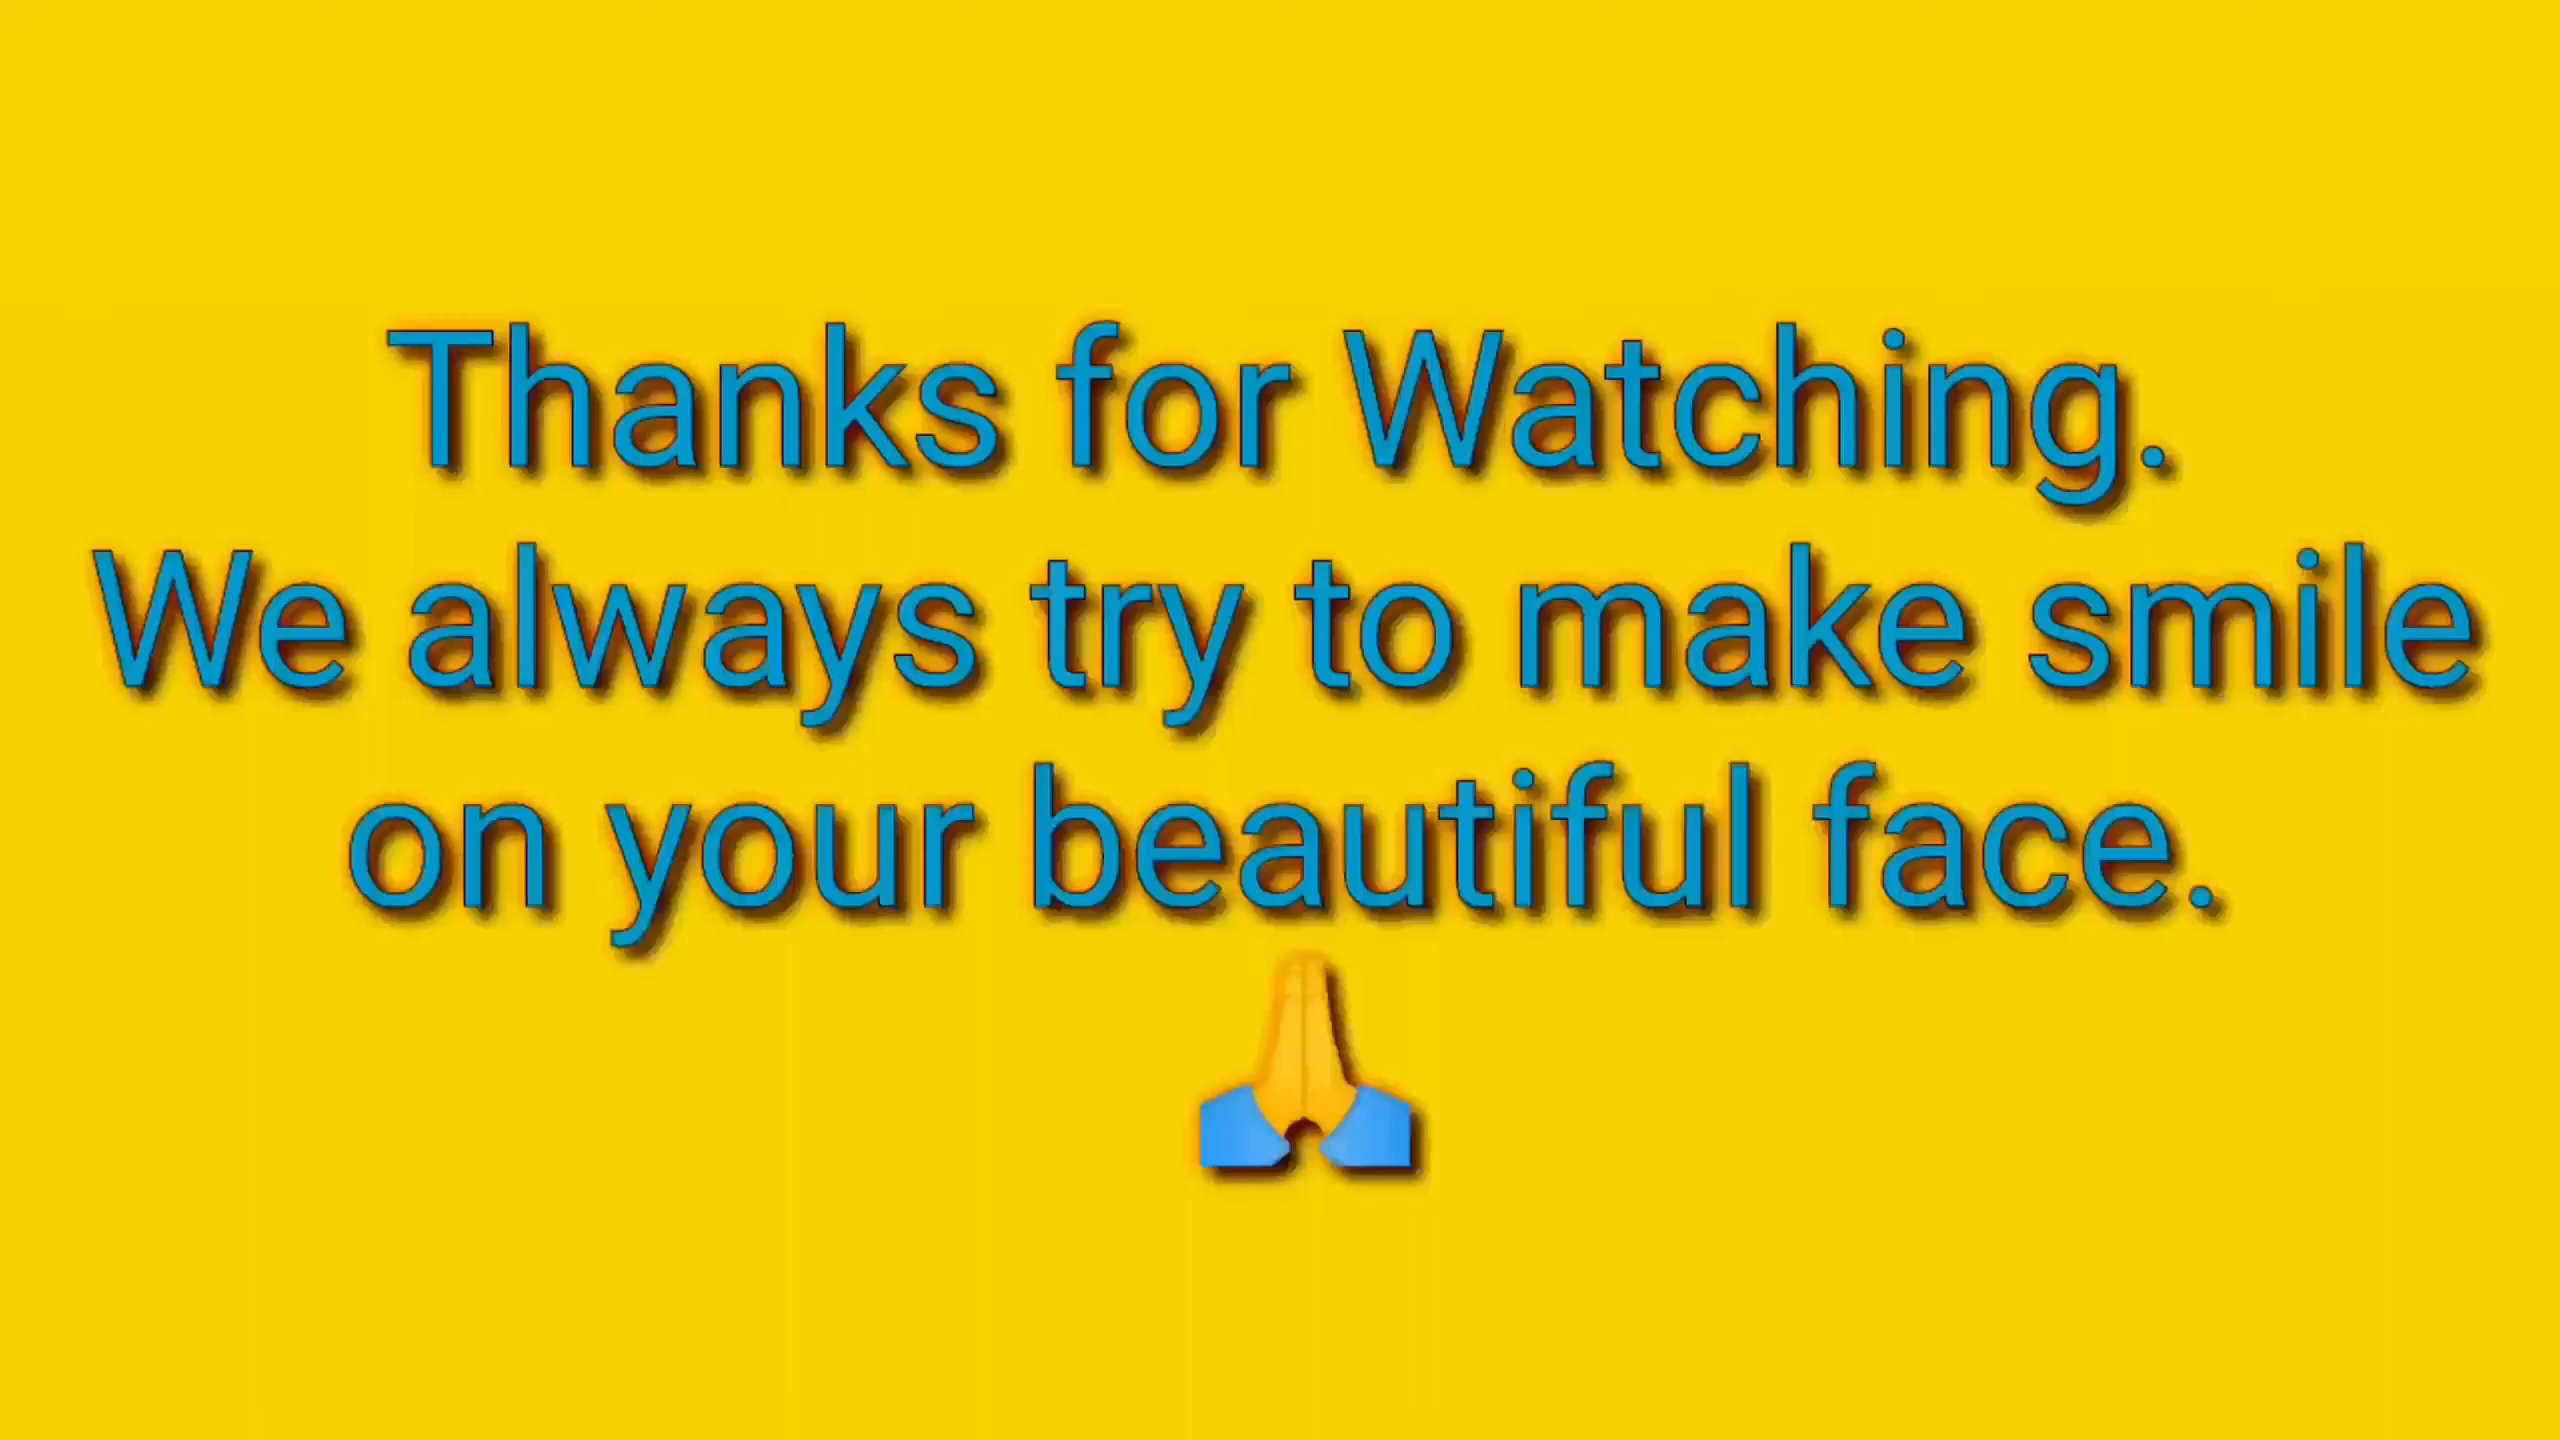 Thanks for Watching.
We always try to make smile
on your beautiful face.
🙏